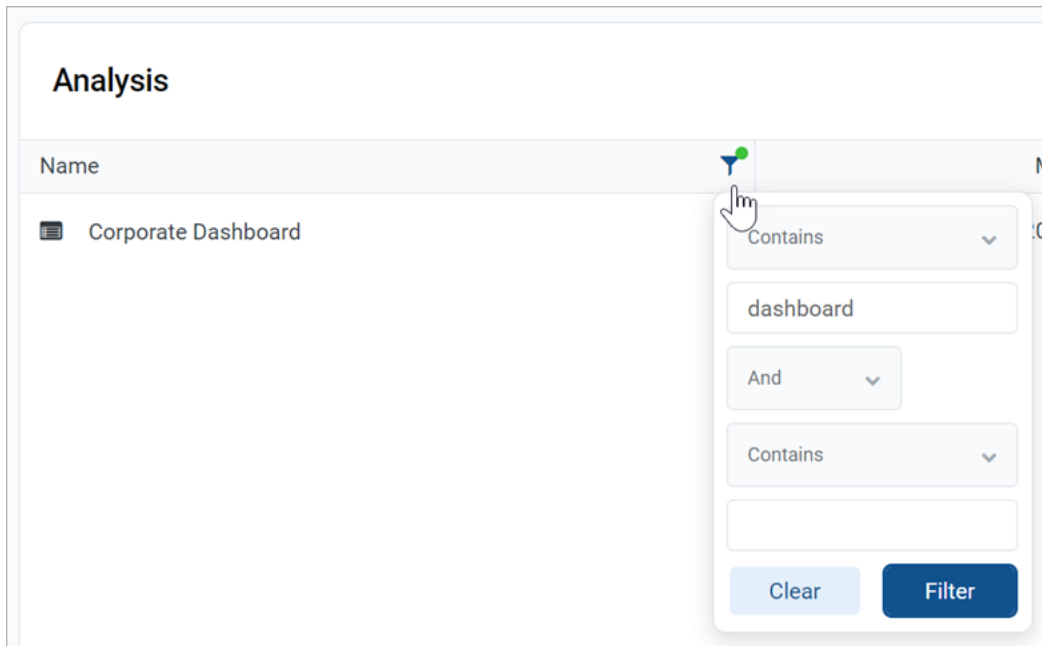 Analysis
Name
Corporate Dashboard
Contains
dashboard
And
Contains
Clear Filter